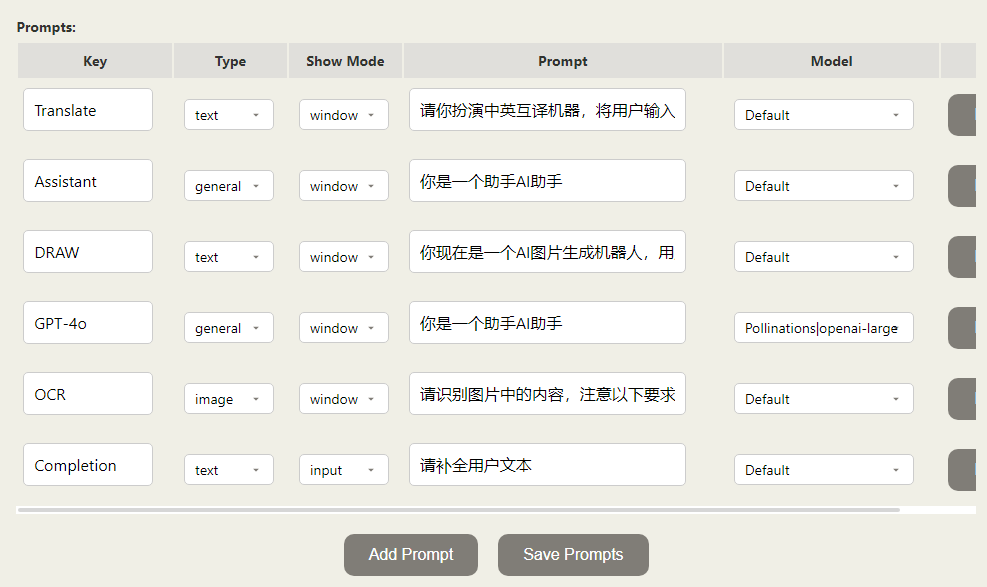 Prompts:
Key Type Show Mode Prompt Model
Translate text window 请你扮演中英互译机器，将用户输入 Default
Assistant general window 你是一个助手AI助手 Default
DRAW text window 你现在是一个AI图片生成机器人，用 Default
GPT-4o general window 你是一个助手AI助手 Pollinations|openai-large
OCR image window 请识别图片中的内容，注意以下要求 Default
Completion text input 请补全用户文本 Default
Add Prompt Save Prompts